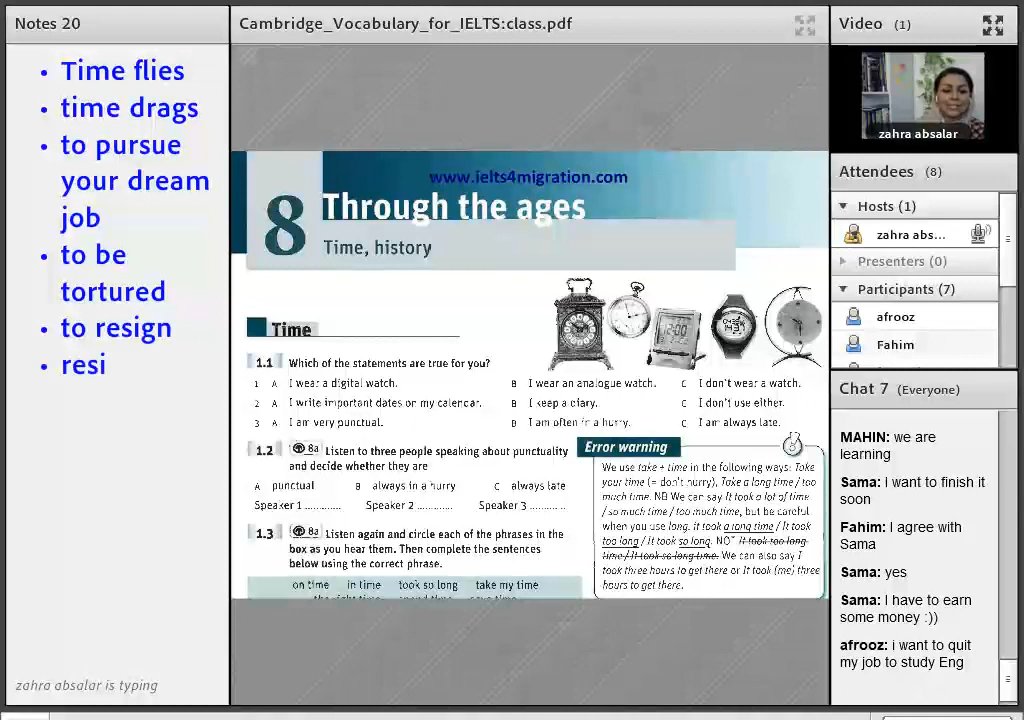 Notes 20
Time flies
time drags
to pursue
your dream
job
to be
tortured
to resign
resi
zahra absalar is typing
Cambridge_Vocabulary_for_IELTS:class.pdf
www.ielts4migration.com
8
Through the ages
Time, history
Time
1.1 Which of the statements are true for you?
1 A I wear a digital watch. B I wear an analogue watch. C I don't wear a watch.
2 A I write important dates on my calendar. B I keep a diary. C I don't use either.
3 A I am very punctual. B I am often in a hurry. C I am always late.
1.2 8a Listen to three people speaking about punctuality
and decide whether they are
A punctual B always in a hurry C always late
Speaker 1 ............ Speaker 2 ............ Speaker 3 ............
1.3 8a Listen again and circle each of the phrases in the
box as you hear them. Then complete the sentences
below using the correct phrase.
on time in time took so long take my time
Error warning
We use take + time in the following ways: Take
your time (= don't hurry), Take a long time / too
much time. NB We can say It took a lot of time
/ so much time / too much time, but be careful
when you use long. it took a long time / It took
too long / It took so long. NOT It took too long
time / It took so long time. We can also say I
took three hours to get there or It took (me) three
hours to get there.
Video (1)
zahra absalar
Attendees (8)
Hosts (1)
zahra abs...
Presenters (0)
Participants (7)
afrooz
Fahim
Chat 7 (Everyone)
MAHIN: we are
learning
Sama: I want to finish it
soon
Fahim: I agree with
Sama
Sama: yes
Sama: I have to earn
some money :))
afrooz: i want to quit
my job to study Eng